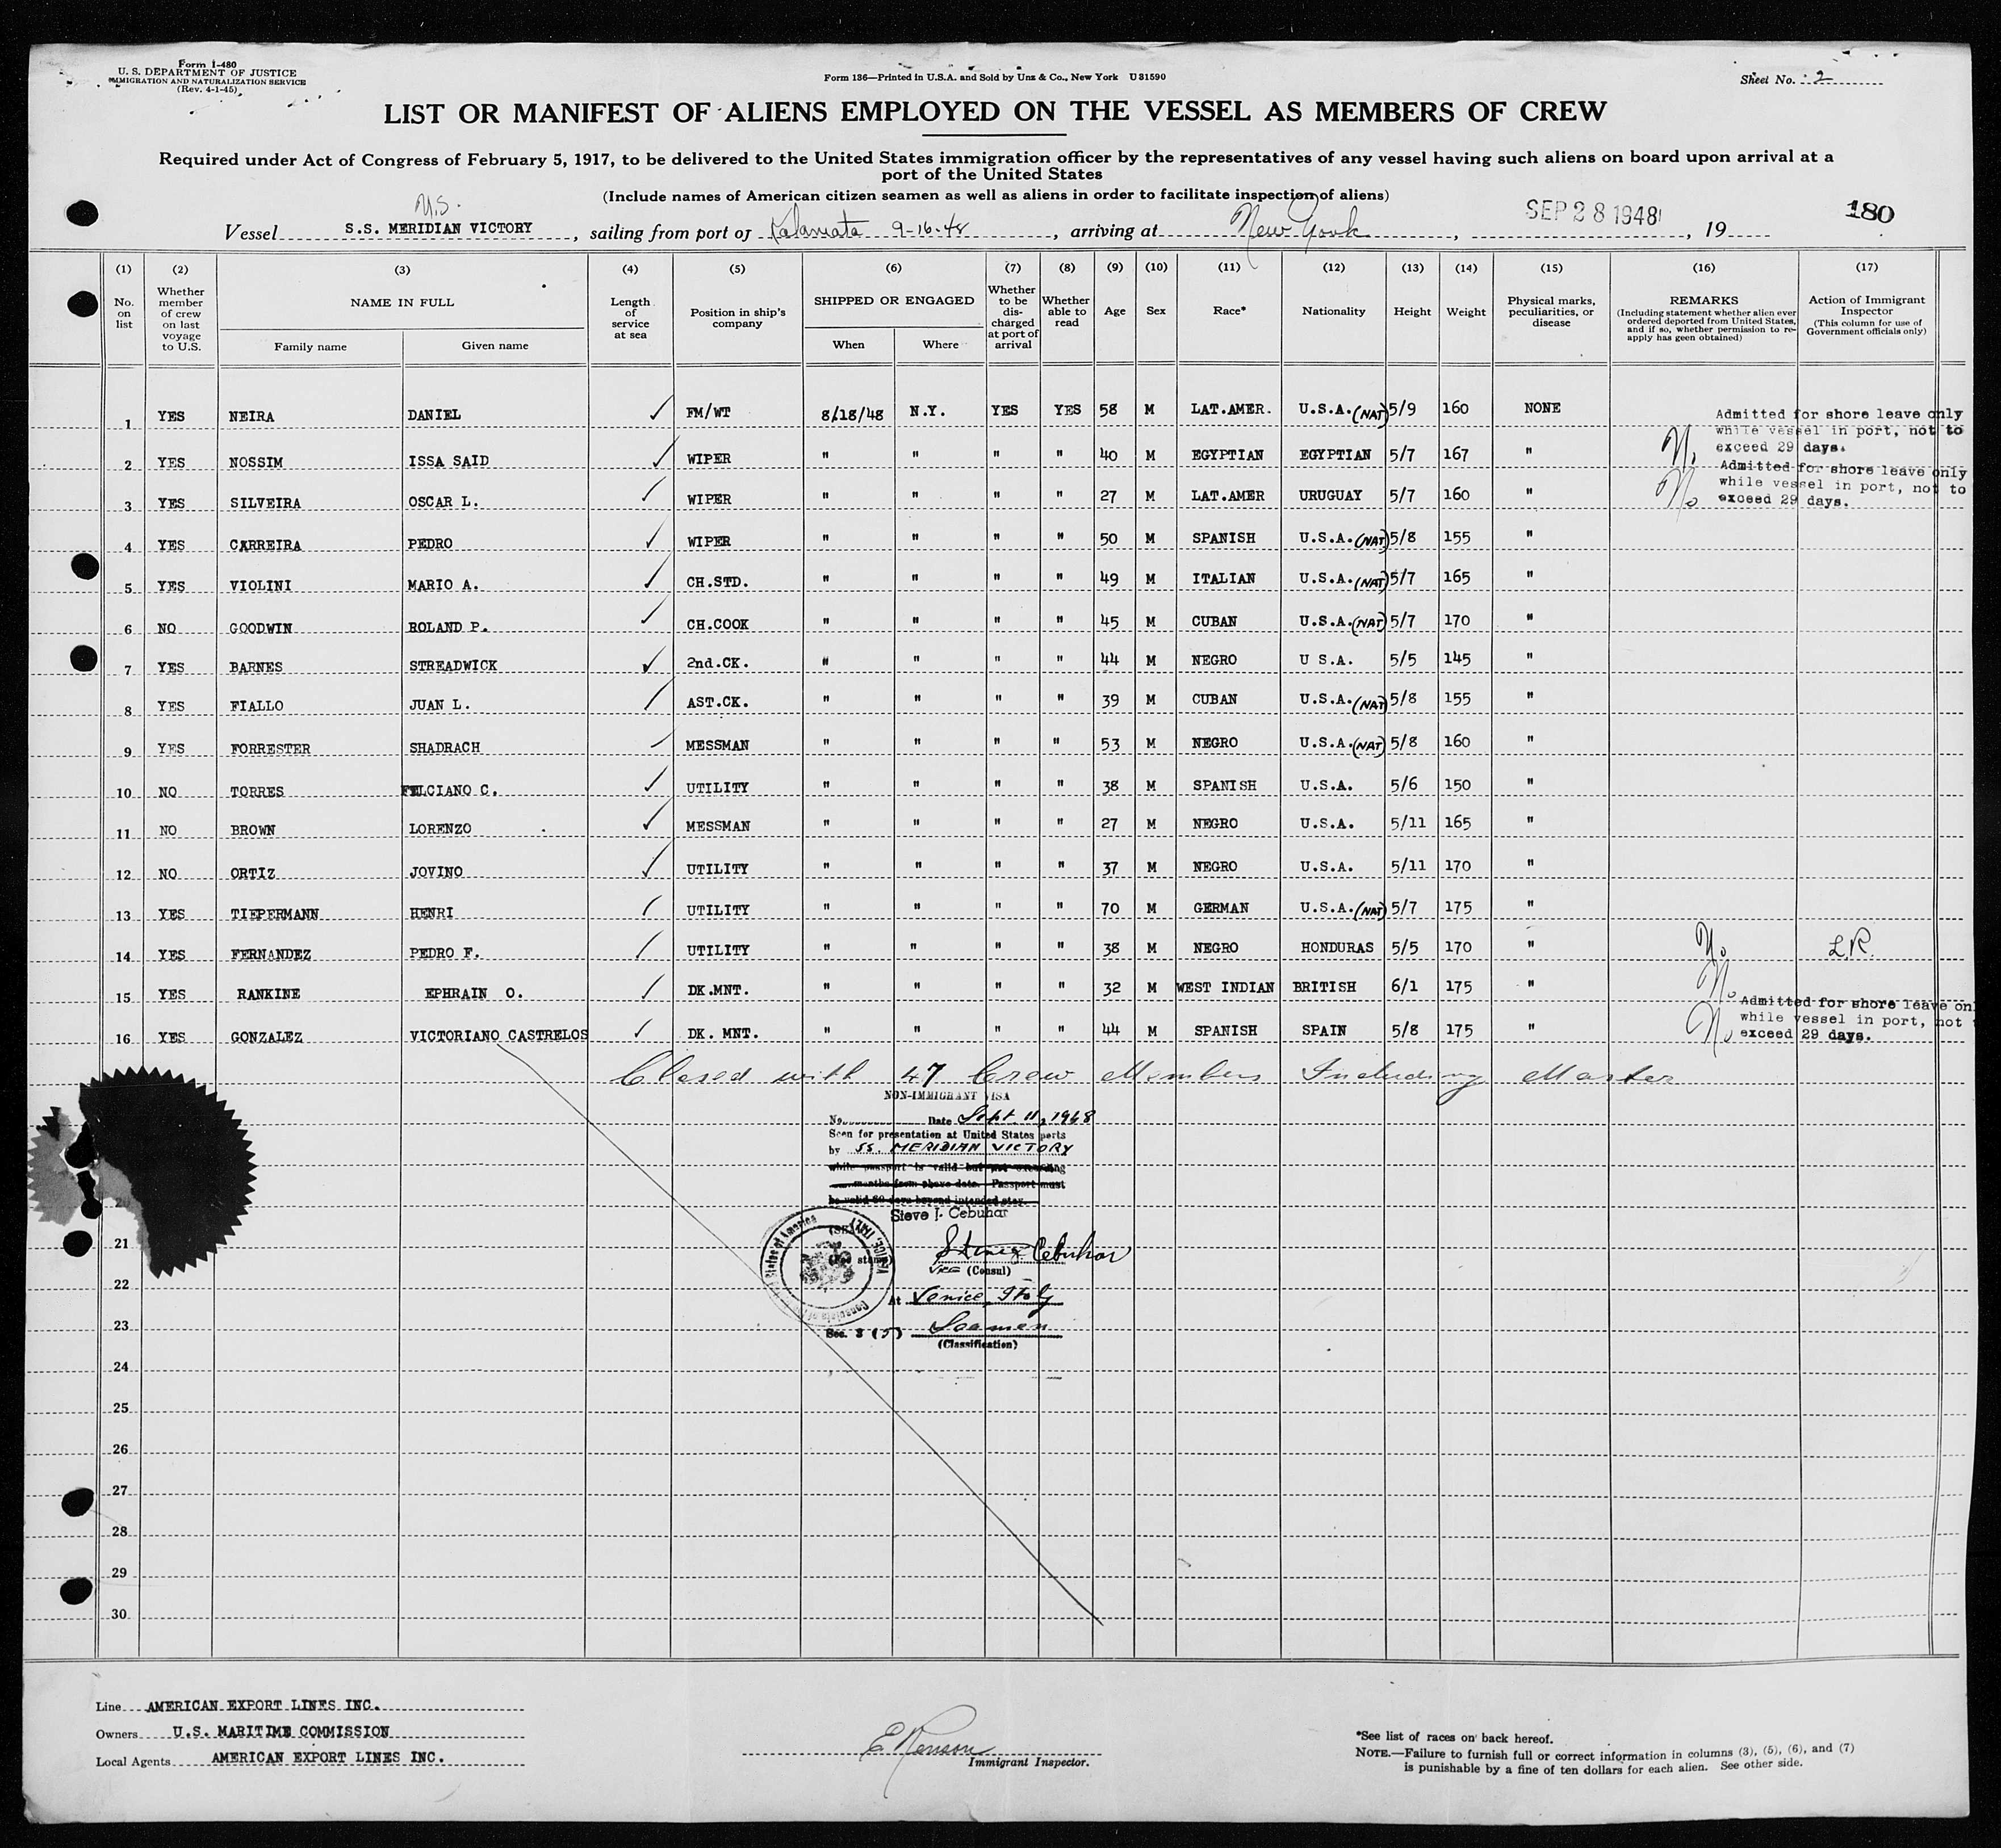 Form I-480
U. S. DEPARTMENT OF JUSTICE
IMMIGRATION AND NATURALIZATION SERVICE
(Rev. 4-1-45)
Form 136—Printed in U.S.A. and Sold by Unz & Co., New York U 31590
Sheet No. 2
LIST OR MANIFEST OF ALIENS EMPLOYED ON THE VESSEL AS MEMBERS OF CREW
Required under Act of Congress of February 5, 1917, to be delivered to the United States immigration officer by the representatives of any vessel having such aliens on board upon arrival at a
port of the United States
(Include names of American citizen seamen as well as aliens in order to facilitate inspection of aliens)
U.S.
Vessel S.S. MERIDIAN VICTORY, sailing from port of Kalamata 9-16-48, arriving at New York, SEP 28 1948, 19
180
(1) No. on list
(2) Whether member of crew on last voyage to U.S.
(3) NAME IN FULL Family name Given name
(4) Length of service at sea
(5) Position in ship's company
(6) SHIPPED OR ENGAGED When Where
(7) Whether to be discharged at port of arrival
(8) Whether able to read
(9) Age
(10) Sex
(11) Race*
(12) Nationality
(13) Height
(14) Weight
(15) Physical marks, peculiarities, or disease
(16) REMARKS (Including statement whether alien ever ordered deported from United States, and if so, whether permission to reapply has geen obtained)
(17) Action of Immigrant Inspector (This column for use of Government officials only)
1 YES NEIRA DANIEL ✓ FM/WT 8/18/48 N.Y. YES YES 58 M LAT.AMER. U.S.A.(NAT) 5/9 160 NONE
Admitted for shore leave only
while vessel in port, not to
exceed 29 days.
2 YES NOSSIM ISSA SAID ✓ WIPER " " " " 40 M EGYPTIAN EGYPTIAN 5/7 167 "
Admitted for shore leave only
while vessel in port, not to
exceed 29 days.
3 YES SILVEIRA OSCAR L. ✓ WIPER " " " " 27 M LAT.AMER URUGUAY 5/7 160 "
4 YES CARREIRA PEDRO ✓ WIPER " " " " 50 M SPANISH U.S.A.(NAT) 5/8 155 "
5 YES VIOLINI MARIO A. ✓ CH.STD. " " " " 49 M ITALIAN U.S.A.(NAT) 5/7 165 "
6 NO GOODWIN ROLAND P. ✓ CH.COOK " " " " 45 M CUBAN U.S.A.(NAT) 5/7 170 "
7 YES BARNES STREADWICK ✓ 2nd.CK. " " " " 44 M NEGRO U S.A. 5/5 145 "
8 YES FIALLO JUAN L. ✓ AST.CK. " " " " 39 M CUBAN U.S.A.(NAT) 5/8 155 "
9 YES FORRESTER SHADRACH ✓ MESSMAN " " " " 53 M NEGRO U.S.A.(NAT) 5/8 160 "
10 NO TORRES FELCIANO C. ✓ UTILITY " " " " 38 M SPANISH U.S.A. 5/6 150 "
11 NO BROWN LORENZO ✓ MESSMAN " " " " 27 M NEGRO U.S.A. 5/11 165 "
12 NO ORTIZ JOVINO ✓ UTILITY " " " " 37 M NEGRO U.S.A. 5/11 170 "
13 YES TIEPERMANN HENRI ✓ UTILITY " " " " 70 M GERMAN U.S.A.(NAT) 5/7 175 "
14 YES FERNANDEZ PEDRO F. ✓ UTILITY " " " " 38 M NEGRO HONDURAS 5/5 170 " L.R.
15 YES RANKINE EPHRAIN O. ✓ DK.MNT. " " " " 32 M WEST INDIAN BRITISH 6/1 175 "
Admitted for shore leave on
while vessel in port, not
exceed 29 days.
16 YES GONZALEZ VICTORIANO CASTRELOS ✓ DK. MNT. " " " " 44 M SPANISH SPAIN 5/8 175 "
Closed with 47 Crew Members Including Master
NON-IMMIGRANT VISA
No. Date Sept. 11, 1948
Seen for presentation at United States ports
by SS. MERIDIAN VICTORY
while passport is valid but not exceeding
months from above date. Passport must
be valid 60 days beyond intended stay.
Steve J. Cebuhar
Steve J. Cebuhar
VICE (Consul)
At Venice, Italy
Sec. 3 (5) Seamen
(Classification)
21
22
23
24
25
26
27
28
29
30
Line AMERICAN EXPORT LINES INC.
Owners U.S. MARITIME COMMISSION
Local Agents AMERICAN EXPORT LINES INC.
Immigrant Inspector.
*See list of races on back hereof.
NOTE.—Failure to furnish full or correct information in columns (3), (5), (6), and (7)
is punishable by a fine of ten dollars for each alien. See other side.